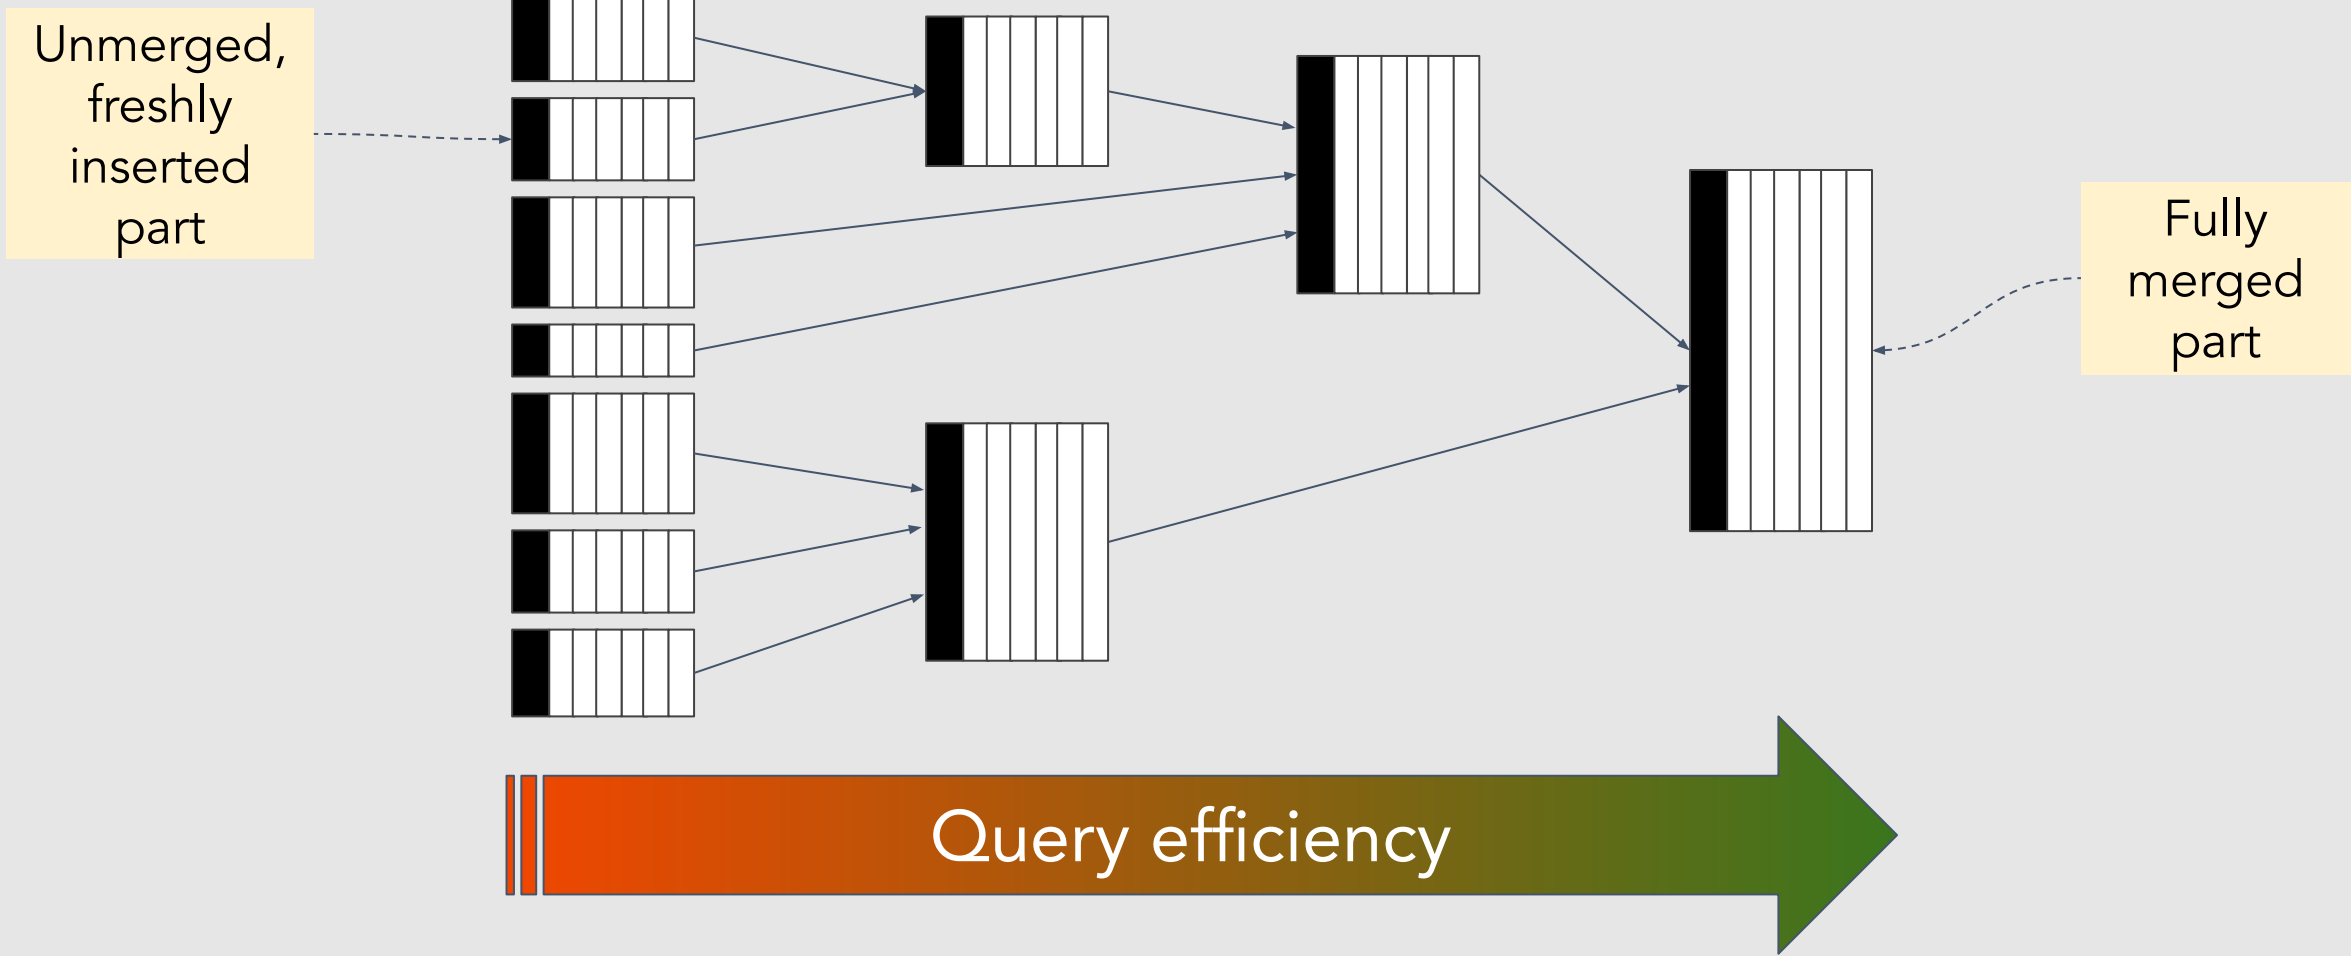 Unmerged,
freshly
inserted
part
Fully
merged
part
Query efficiency